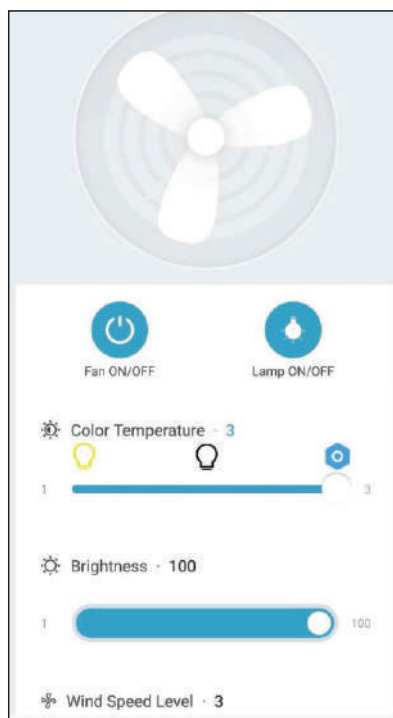 Fan ON/OFF Lamp ON/OFF
Color Temperature · 3
1 3
Brightness · 100
1 100
Wind Speed Level · 3